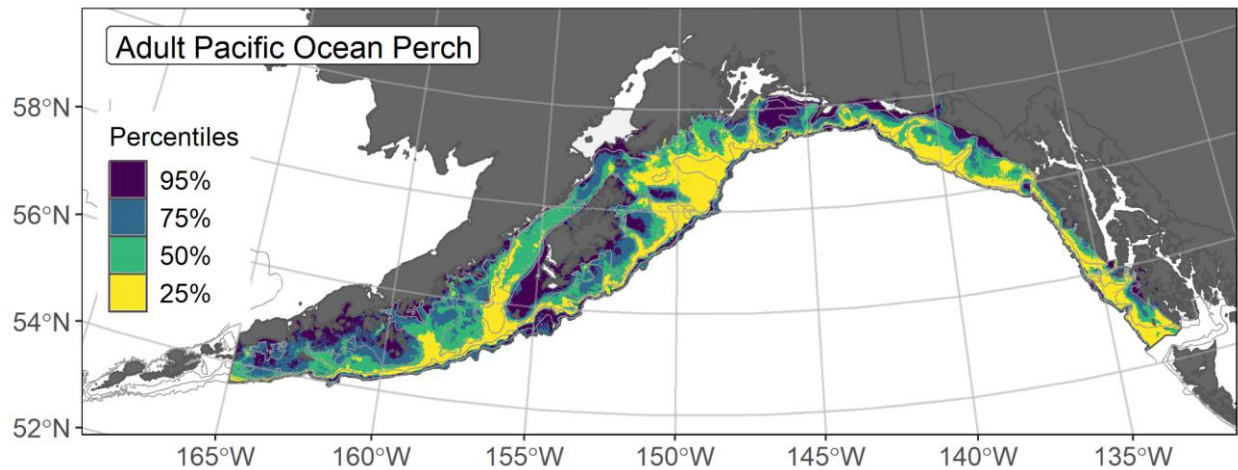 Adult Pacific Ocean Perch
58°N
56°N
54°N
52°N
Percentiles
95%
75%
50%
25%
165°W 160°W 155°W 150°W 145°W 140°W 135°W